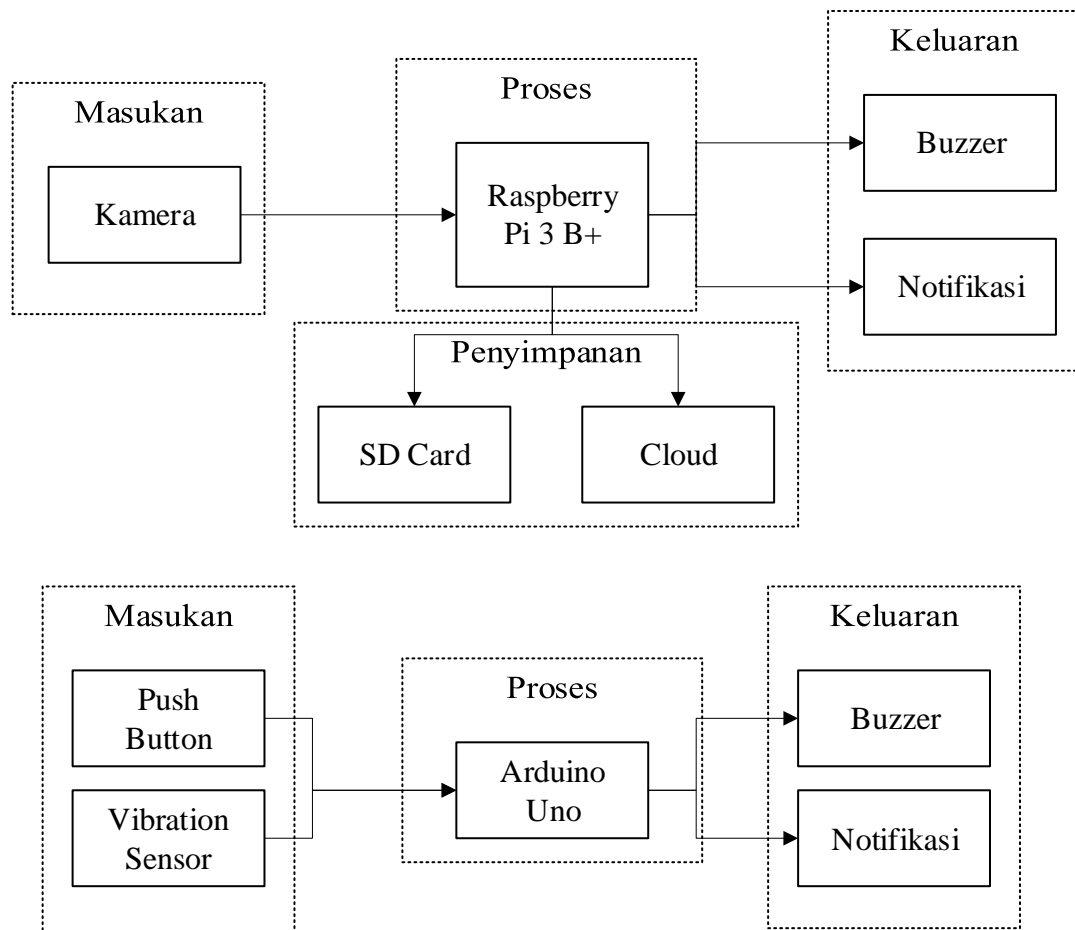 Masukan
Kamera
Proses
Raspberry
Pi 3 B+
Keluaran
Buzzer
Notifikasi
Penyimpanan
SD Card
Cloud
Masukan
Push
Button
Vibration
Sensor
Proses
Arduino
Uno
Keluaran
Buzzer
Notifikasi